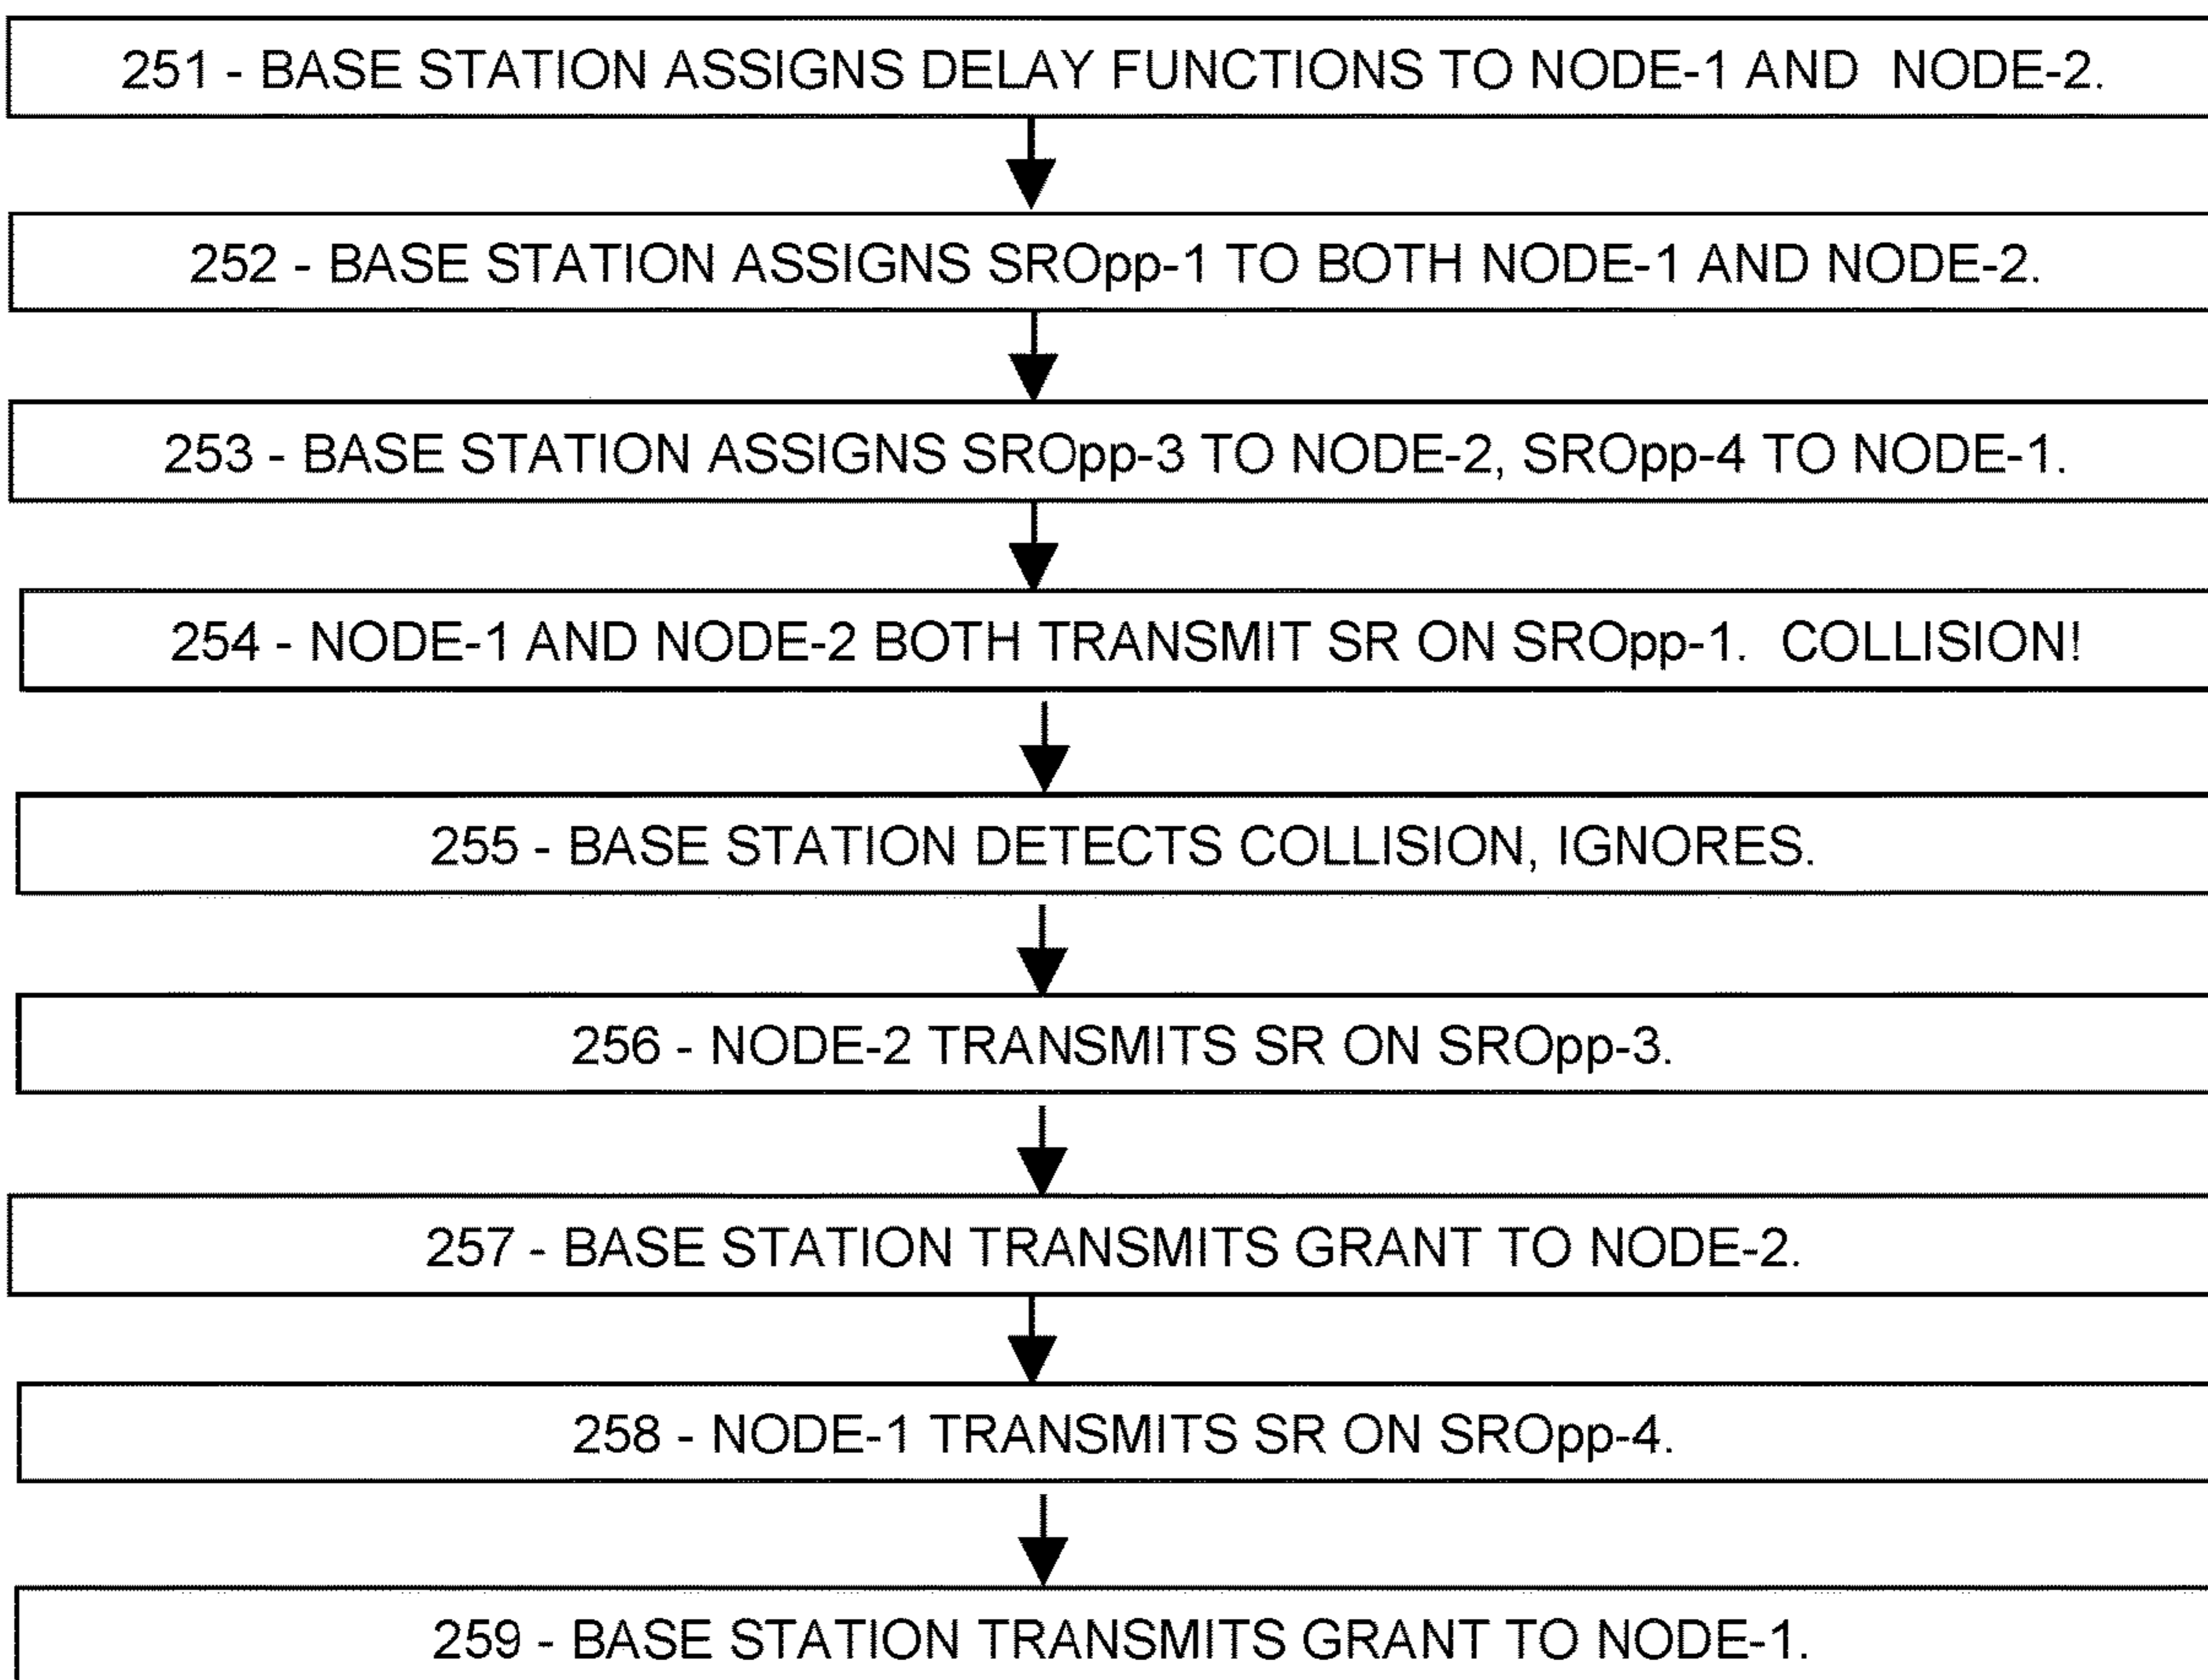 251 - BASE STATION ASSIGNS DELAY FUNCTIONS TO NODE-1 AND NODE-2.
252 - BASE STATION ASSIGNS SROpp-1 TO BOTH NODE-1 AND NODE-2.
253 - BASE STATION ASSIGNS SROpp-3 TO NODE-2, SROpp-4 TO NODE-1.
254 - NODE-1 AND NODE-2 BOTH TRANSMIT SR ON SROpp-1. COLLISION!
255 - BASE STATION DETECTS COLLISION, IGNORES.
256 - NODE-2 TRANSMITS SR ON SROpp-3.
257 - BASE STATION TRANSMITS GRANT TO NODE-2.
258 - NODE-1 TRANSMITS SR ON SROpp-4.
259 - BASE STATION TRANSMITS GRANT TO NODE-1.